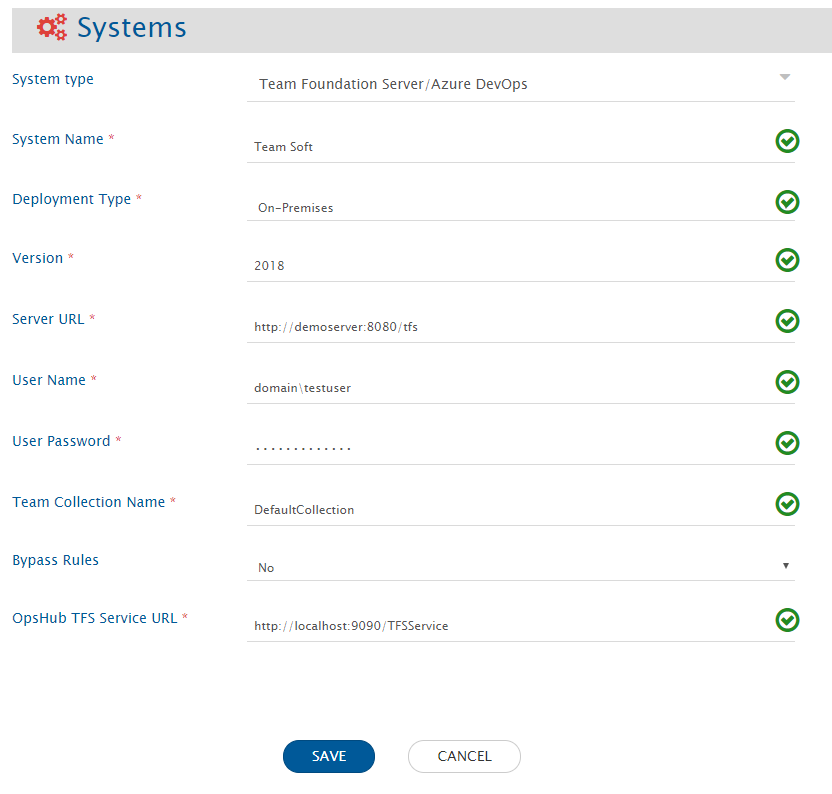 Systems
System type Team Foundation Server/Azure DevOps
System Name * Team Soft
Deployment Type * On-Premises
Version * 2018
Server URL * http://demoserver:8080/tfs
User Name * domain\testuser
User Password * .............
Team Collection Name * DefaultCollection
Bypass Rules No
OpsHub TFS Service URL * http://localhost:9090/TFSService
SAVE CANCEL